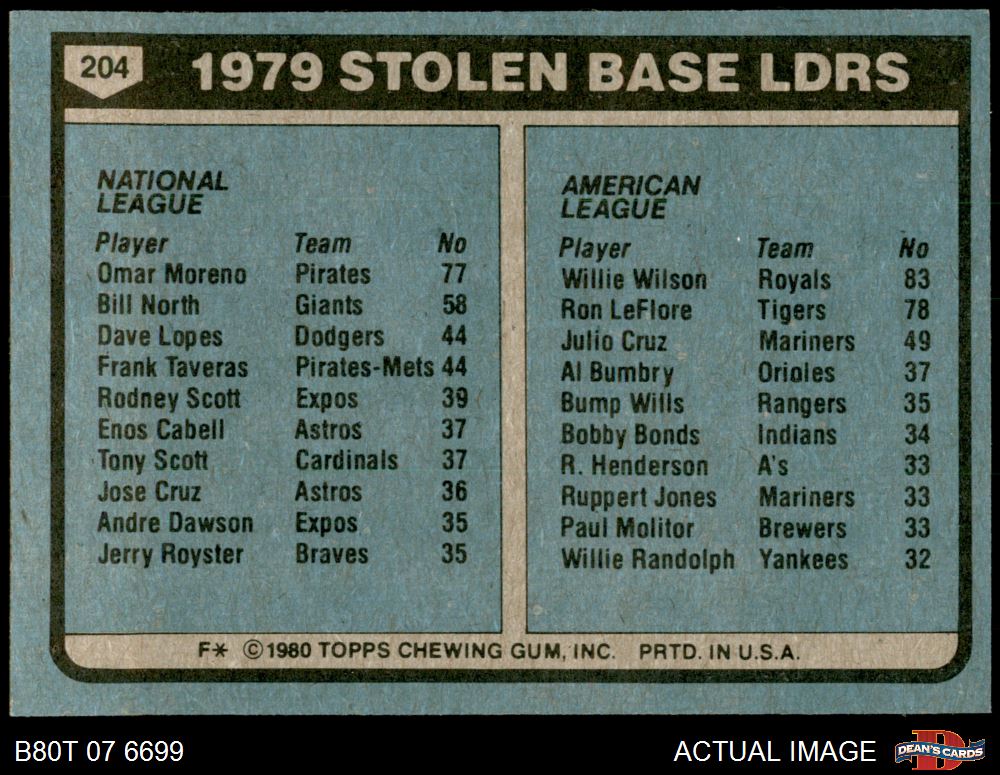 204 1979 STOLEN BASE LDRS
NATIONAL
LEAGUE
Player Team No
Omar Moreno Pirates 77
Bill North Giants 58
Dave Lopes Dodgers 44
Frank Taveras Pirates-Mets 44
Rodney Scott Expos 39
Enos Cabell Astros 37
Tony Scott Cardinals 37
Jose Cruz Astros 36
Andre Dawson Expos 35
Jerry Royster Braves 35
AMERICAN
LEAGUE
Player Team No
Willie Wilson Royals 83
Ron LeFlore Tigers 78
Julio Cruz Mariners 49
Al Bumbry Orioles 37
Bump Wills Rangers 35
Bobby Bonds Indians 34
R. Henderson A's 33
Ruppert Jones Mariners 33
Paul Molitor Brewers 33
Willie Randolph Yankees 32
F* ©1980 TOPPS CHEWING GUM, INC. PRTD. IN U.S.A.
B80T 07 6699 ACTUAL IMAGE D DEAN'S CARDS